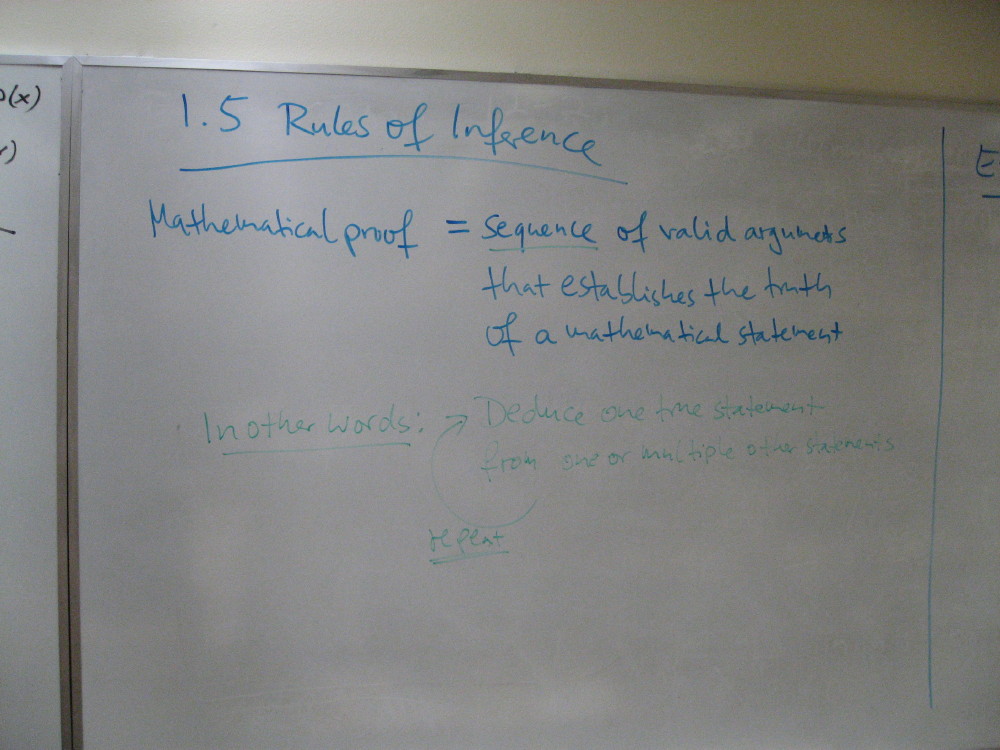 (x)
)
1.5 Rules of Inference
E
Mathematical proof = sequence of valid argumets
that establishes the truth
of a mathematical statement
In other words: → Deduce one true statement
from one or multiple other statements
repeat